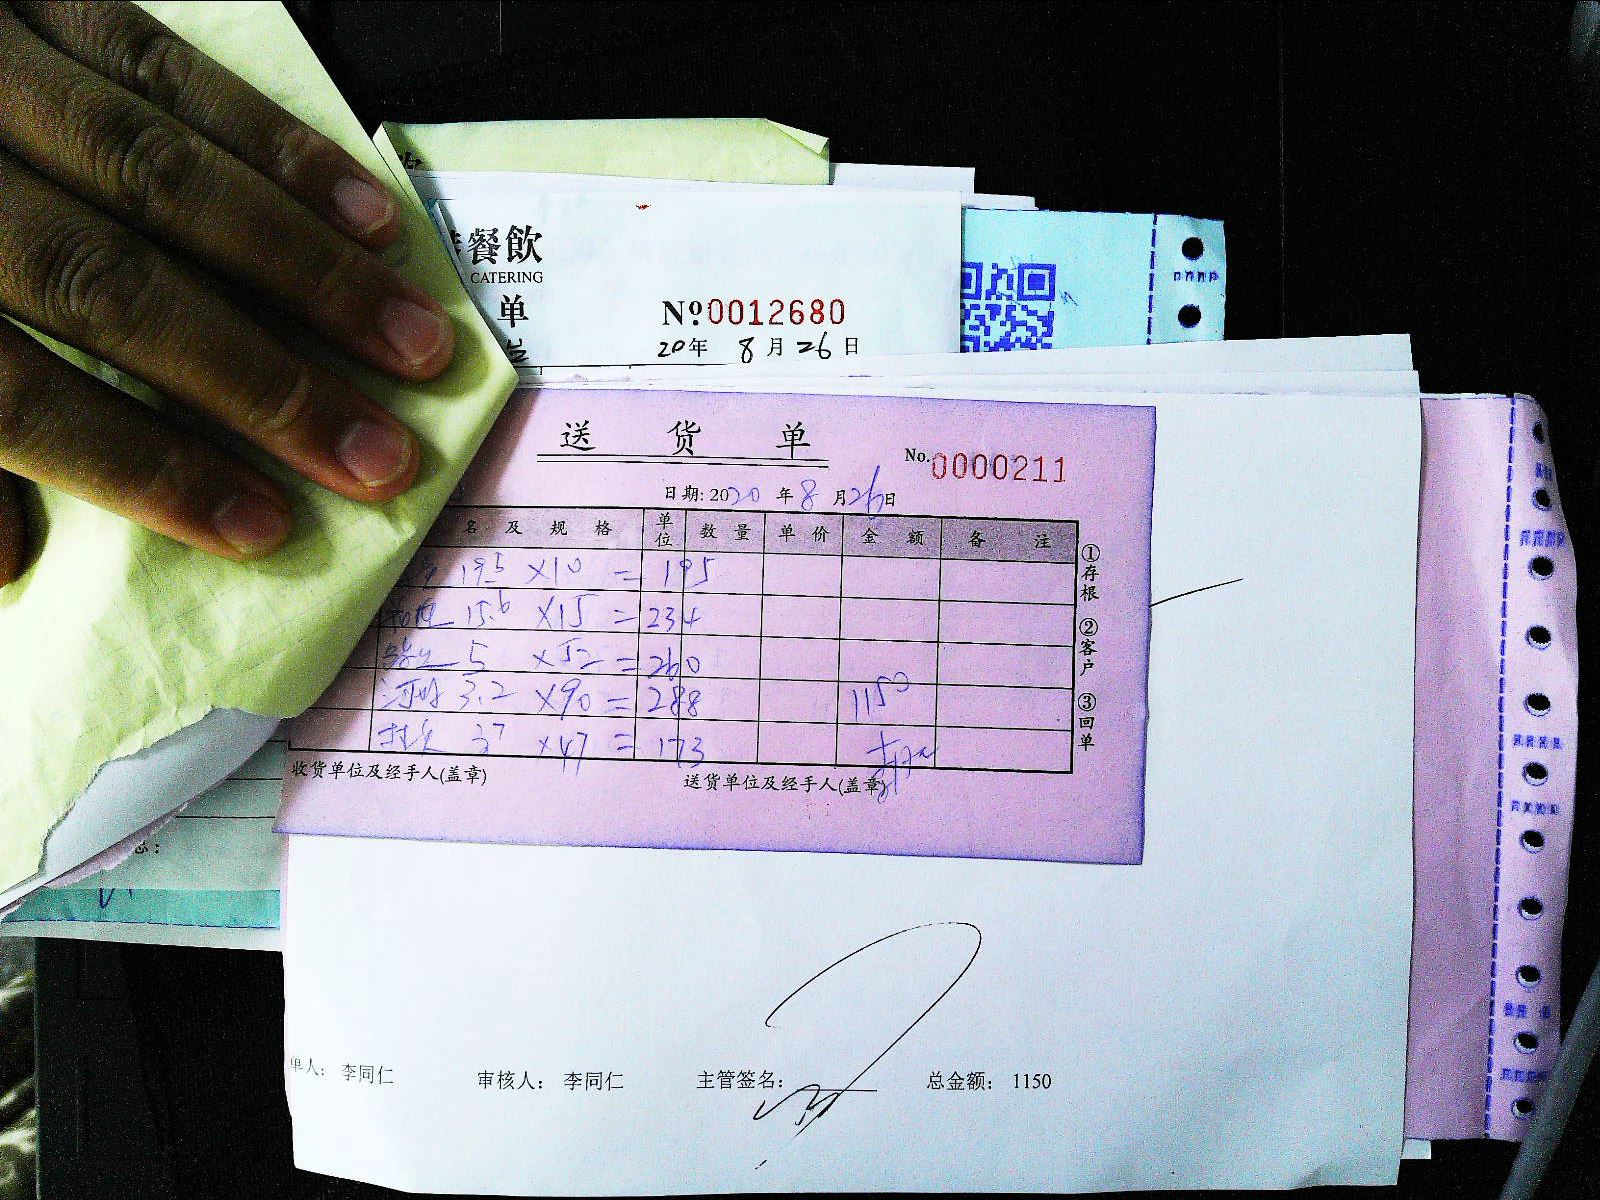 餐飲
CATERING
单
№0012680
20年 8月26日
送货单
No.0000211
日期:2020年8月26日
名及规格 单位 数量 单价 金额 备注
19.5 ×10 = 195
15.6 ×15 = 234
5 ×52 = 260
3.2 ×90 = 288 1150
37 ×47 = 173
①存根 ②客户 ③回单
收货单位及经手人(盖章) 送货单位及经手人(盖章)
单人: 李同仁 审核人: 李同仁 主管签名: 总金额: 1150